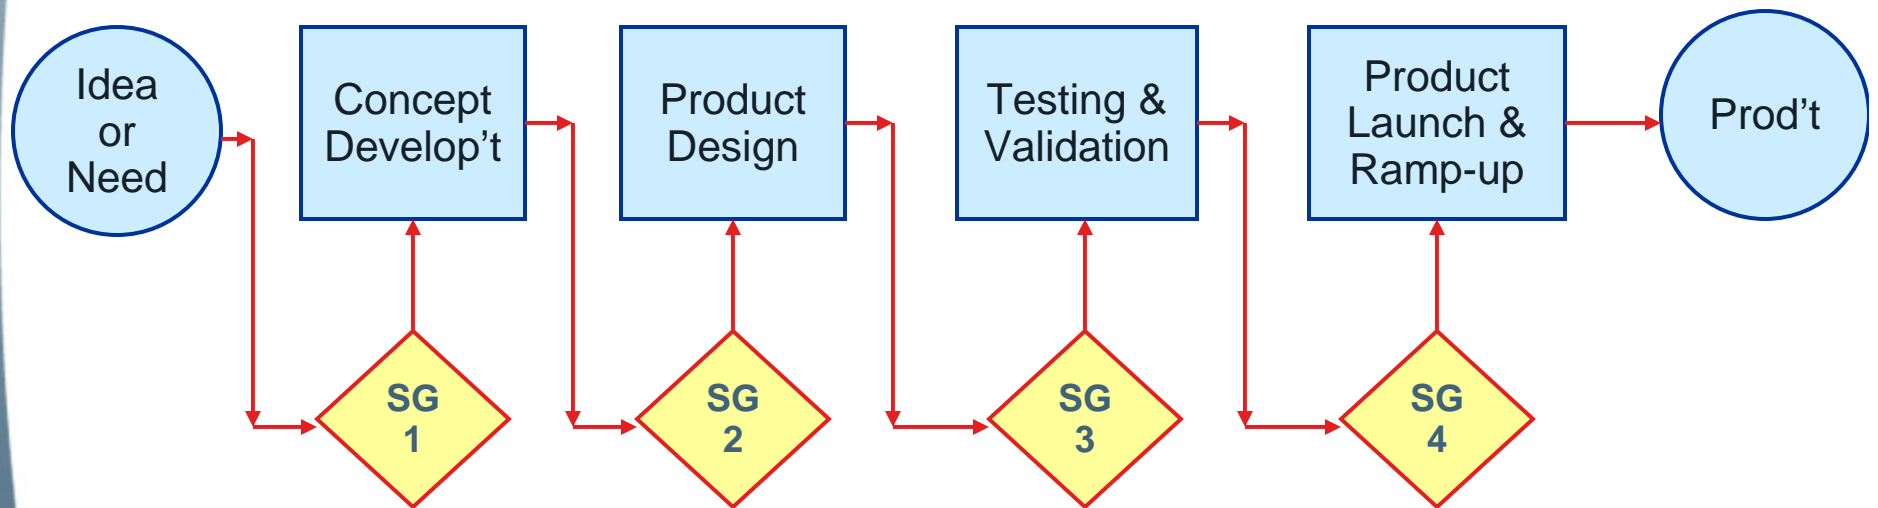 Idea
or
Need
Concept
Develop’t
Product
Design
Testing &
Validation
Product
Launch &
Ramp-up
Prod’t
SG
1
SG
2
SG
3
SG
4